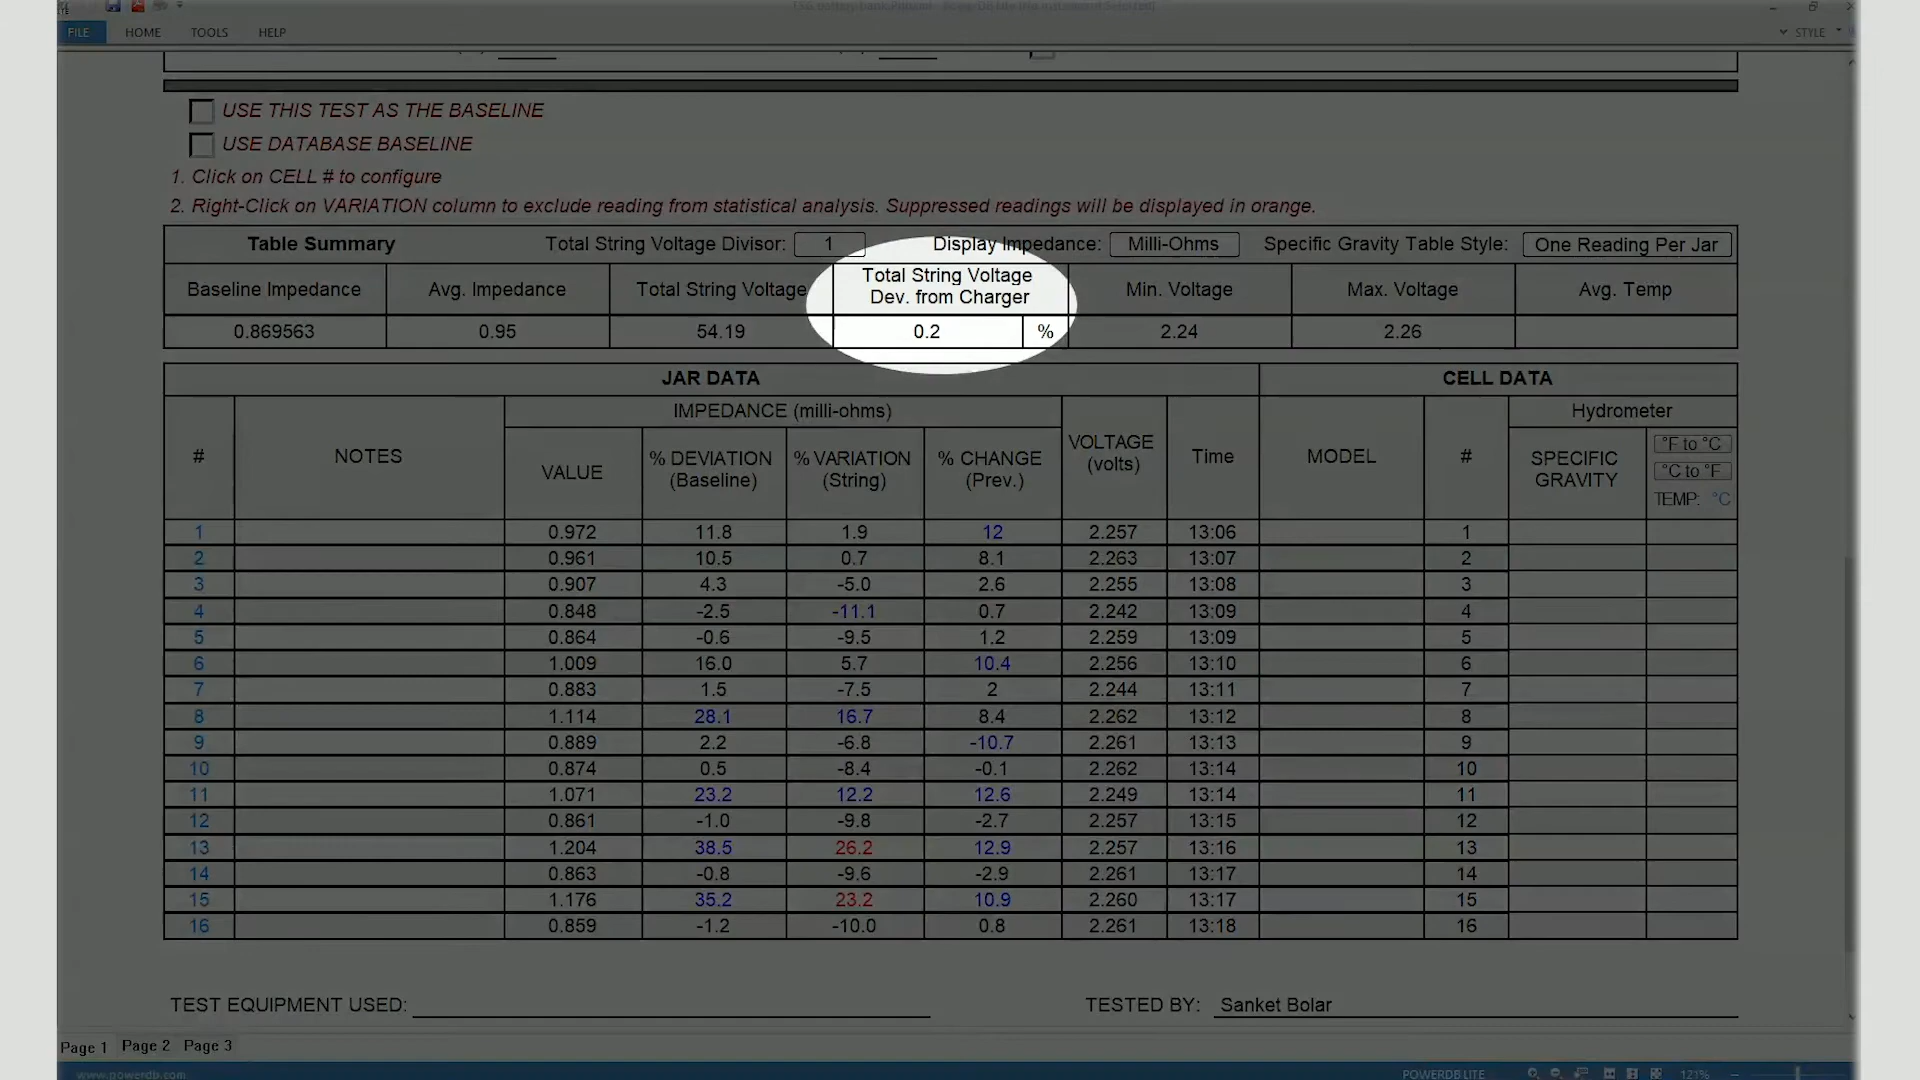 FILE HOME TOOLS HELP STYLE
USE THIS TEST AS THE BASELINE
USE DATABASE BASELINE
1. Click on CELL # to configure
2. Right-Click on VARIATION column to exclude reading from statistical analysis. Suppressed readings will be displayed in orange.
Table Summary Total String Voltage Divisor: 1 Display Impedance: Milli-Ohms Specific Gravity Table Style: One Reading Per Jar
Baseline Impedance Avg. Impedance Total String Voltage Total String Voltage Dev. from Charger Min. Voltage Max. Voltage Avg. Temp
0.869563 0.95 54.19 0.2 % 2.24 2.26
JAR DATA CELL DATA
# NOTES IMPEDANCE (milli-ohms) VOLTAGE (volts) Time MODEL # Hydrometer
VALUE % DEVIATION (Baseline) % VARIATION (String) % CHANGE (Prev.) SPECIFIC GRAVITY °F to °C °C to °F TEMP: °C
1 0.972 11.8 1.9 12 2.257 13:06 1
2 0.961 10.5 0.7 8.1 2.263 13:07 2
3 0.907 4.3 -5.0 2.6 2.255 13:08 3
4 0.848 -2.5 -11.1 0.7 2.242 13:09 4
5 0.864 -0.6 -9.5 1.2 2.259 13:09 5
6 1.009 16.0 5.7 10.4 2.256 13:10 6
7 0.883 1.5 -7.5 2 2.244 13:11 7
8 1.114 28.1 16.7 8.4 2.262 13:12 8
9 0.889 2.2 -6.8 -10.7 2.261 13:13 9
10 0.874 0.5 -8.4 -0.1 2.262 13:14 10
11 1.071 23.2 12.2 12.6 2.249 13:14 11
12 0.861 -1.0 -9.8 -2.7 2.257 13:15 12
13 1.204 38.5 26.2 12.9 2.257 13:16 13
14 0.863 -0.8 -9.6 -2.9 2.261 13:17 14
15 1.176 35.2 23.2 10.9 2.260 13:17 15
16 0.859 -1.2 -10.0 0.8 2.261 13:18 16
TEST EQUIPMENT USED: TESTED BY: Sanket Bolar
Page 1 Page 2 Page 3
www.powerdb.com POWERDB LITE 121%